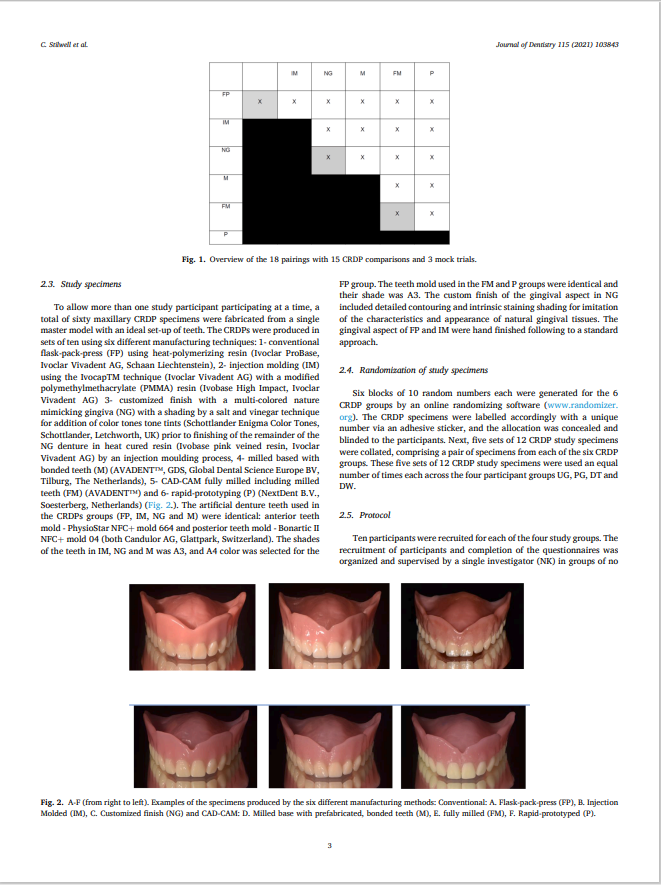 C. Stilwell et al.
Journal of Dentistry 115 (2021) 103843
IM NG M FM P
FP X X X X X X
IM X X X X
NG X X X X
M X X
FM X X
P
Fig. 1. Overview of the 18 pairings with 15 CRDP comparisons and 3 mock trials.
2.3. Study specimens
To allow more than one study participant participating at a time, a
total of sixty maxillary CRDP specimens were fabricated from a single
master model with an ideal set-up of teeth. The CRDPs were produced in
sets of ten using six different manufacturing techniques: 1- conventional
flask-pack-press (FP) using heat-polymerizing resin (Ivoclar ProBase,
Ivoclar Vivadent AG, Schaan Liechtenstein), 2- injection molding (IM)
using the IvocapTM technique (Ivoclar Vivadent AG) with a modified
polymethylmethacrylate (PMMA) resin (Ivobase High Impact, Ivoclar
Vivadent AG) 3- customized finish with a multi-colored nature
mimicking gingiva (NG) with a shading by a salt and vinegar technique
for addition of color tones tone tints (Schottlander Enigma Color Tones,
Schottlander, Letchworth, UK) prior to finishing of the remainder of the
NG denture in heat cured resin (Ivobase pink veined resin, Ivoclar
Vivadent AG) by an injection moulding process, 4- milled based with
bonded teeth (M) (AVADENT™, GDS, Global Dental Science Europe BV,
Tilburg, The Netherlands), 5- CAD-CAM fully milled including milled
teeth (FM) (AVADENT™) and 6- rapid-prototyping (P) (NextDent B.V.,
Soesterberg, Netherlands) (Fig. 2.). The artificial denture teeth used in
the CRDPs groups (FP, IM, NG and M) were identical: anterior teeth
mold - PhysioStar NFC+ mold 664 and posterior teeth mold - Bonartic II
NFC+ mold 04 (both Candulor AG, Glattpark, Switzerland). The shades
of the teeth in IM, NG and M was A3, and A4 color was selected for the
FP group. The teeth mold used in the FM and P groups were identical and
their shade was A3. The custom finish of the gingival aspect in NG
included detailed contouring and intrinsic staining shading for imitation
of the characteristics and appearance of natural gingival tissues. The
gingival aspect of FP and IM were hand finished following to a standard
approach.
2.4. Randomization of study specimens
Six blocks of 10 random numbers each were generated for the 6
CRDP groups by an online randomizing software (www.randomizer.
org). The CRDP specimens were labelled accordingly with a unique
number via an adhesive sticker, and the allocation was concealed and
blinded to the participants. Next, five sets of 12 CRDP study specimens
were collated, comprising a pair of specimens from each of the six CRDP
groups. These five sets of 12 CRDP study specimens were used an equal
number of times each across the four participant groups UG, PG, DT and
DW.
2.5. Protocol
Ten participants were recruited for each of the four study groups. The
recruitment of participants and completion of the questionnaires was
organized and supervised by a single investigator (NK) in groups of no
Fig. 2. A-F (from right to left). Examples of the specimens produced by the six different manufacturing methods: Conventional: A. Flask-pack-press (FP), B. Injection
Molded (IM), C. Customized finish (NG) and CAD-CAM: D. Milled base with prefabricated, bonded teeth (M), E. fully milled (FM), F. Rapid-prototyped (P).
3